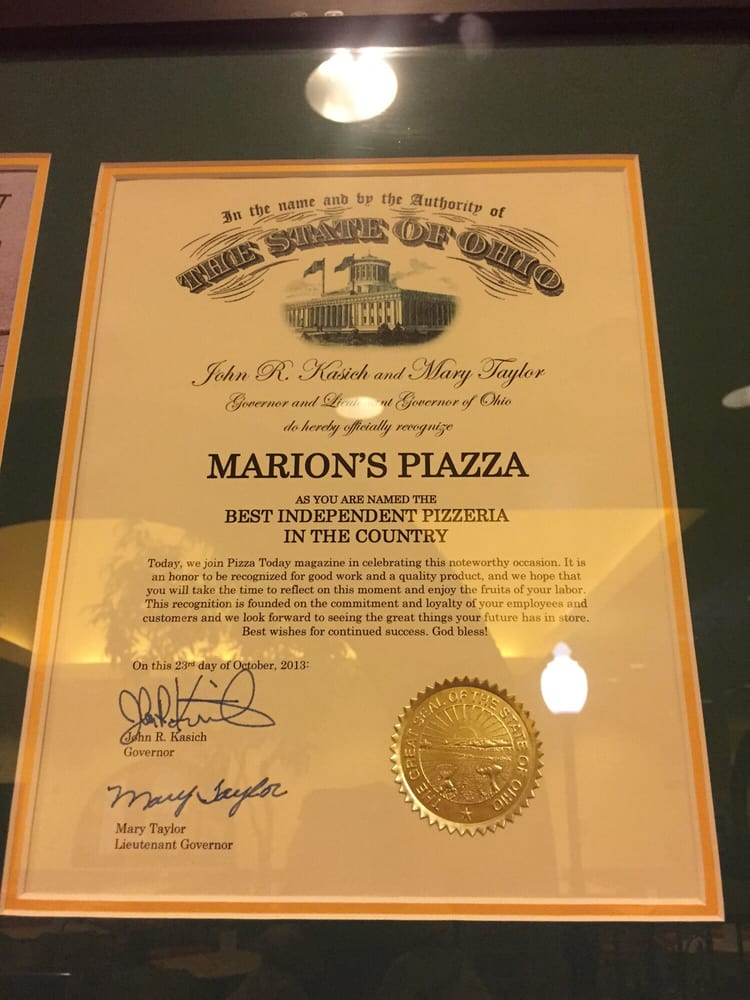 In the name and by the Authority of
THE STATE OF OHIO
John R. Kasich and Mary Taylor
Governor and Lieutenant Governor of Ohio
do hereby officially recognize
MARION'S PIAZZA
AS YOU ARE NAMED THE
BEST INDEPENDENT PIZZERIA
IN THE COUNTRY
Today, we join Pizza Today magazine in celebrating this noteworthy occasion. It is
an honor to be recognized for good work and a quality product, and we hope that
you will take the time to reflect on this moment and enjoy the fruits of your labor.
This recognition is founded on the commitment and loyalty of your employees and
customers and we look forward to seeing the great things your future has in store.
Best wishes for continued success. God bless!
On this 23rd day of October, 2013:
John R. Kasich
Governor
Mary Taylor
Mary Taylor
Lieutenant Governor
THE GREAT SEAL OF THE STATE OF OHIO